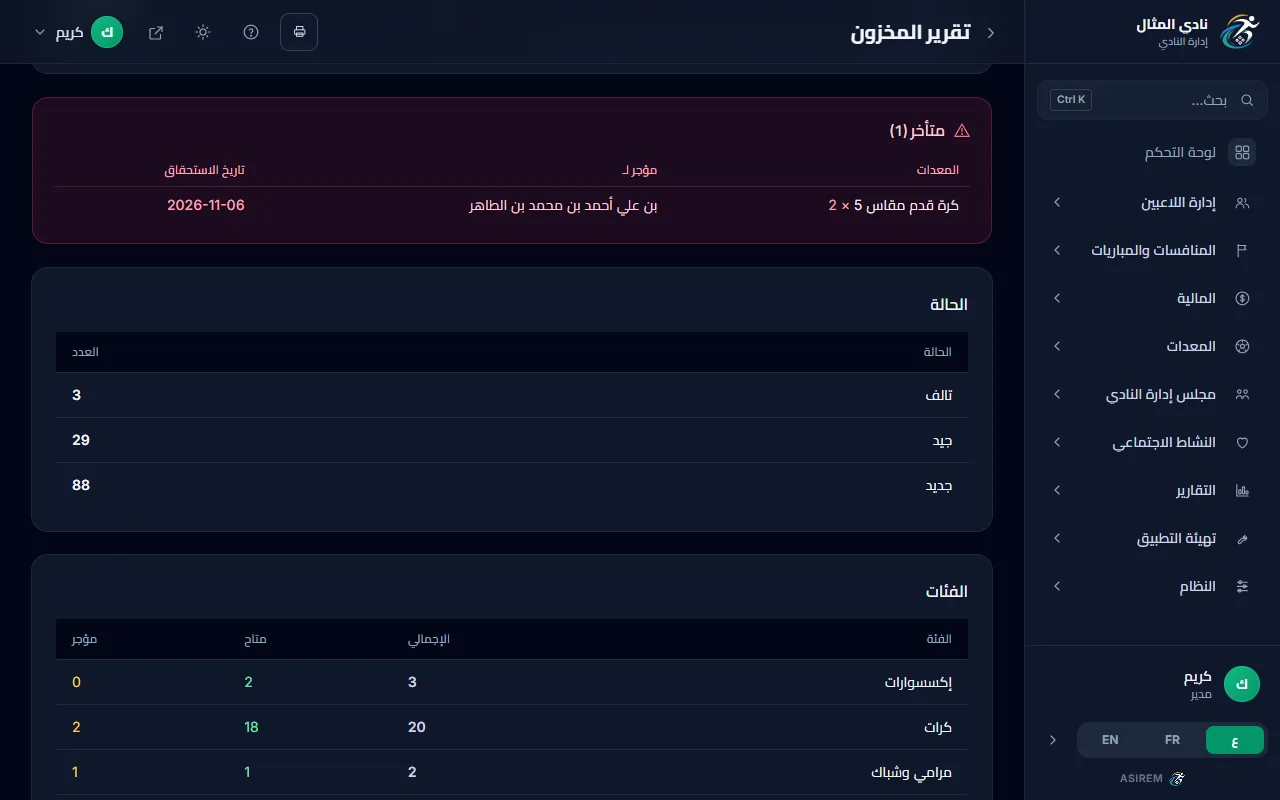 نادي المثال
إدارة النادي
بحث...
Ctrl K
لوحة التحكم
إدارة اللاعبين
المنافسات والمباريات
المالية
المعدات
مجلس إدارة النادي
النشاط الاجتماعي
التقارير
تهيئة التطبيق
النظام
ك
كريم
مدير
ع
FR
EN
ASIREM
تقرير المخزون
ك
كريم
متأخر (1)
المعدات مؤجر لـ تاريخ الاستحقاق
كرة قدم مقاس 5 × 2 بن علي أحمد بن محمد بن الطاهر 2026-11-06
الحالة
الحالة العدد
تالف 3
جيد 29
جديد 88
الفئات
الفئة الإجمالي متاح مؤجر
إكسسوارات 3 2 0
كرات 20 18 2
مرامي وشباك 2 1 1